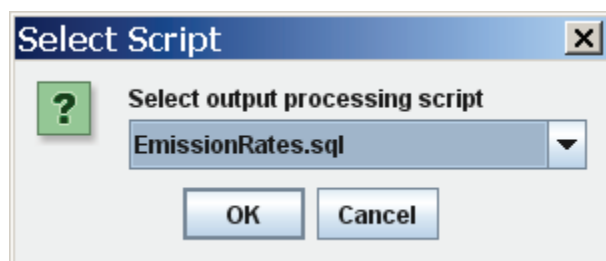 Select Script
Select output processing script
EmissionRates.sql
OK Cancel